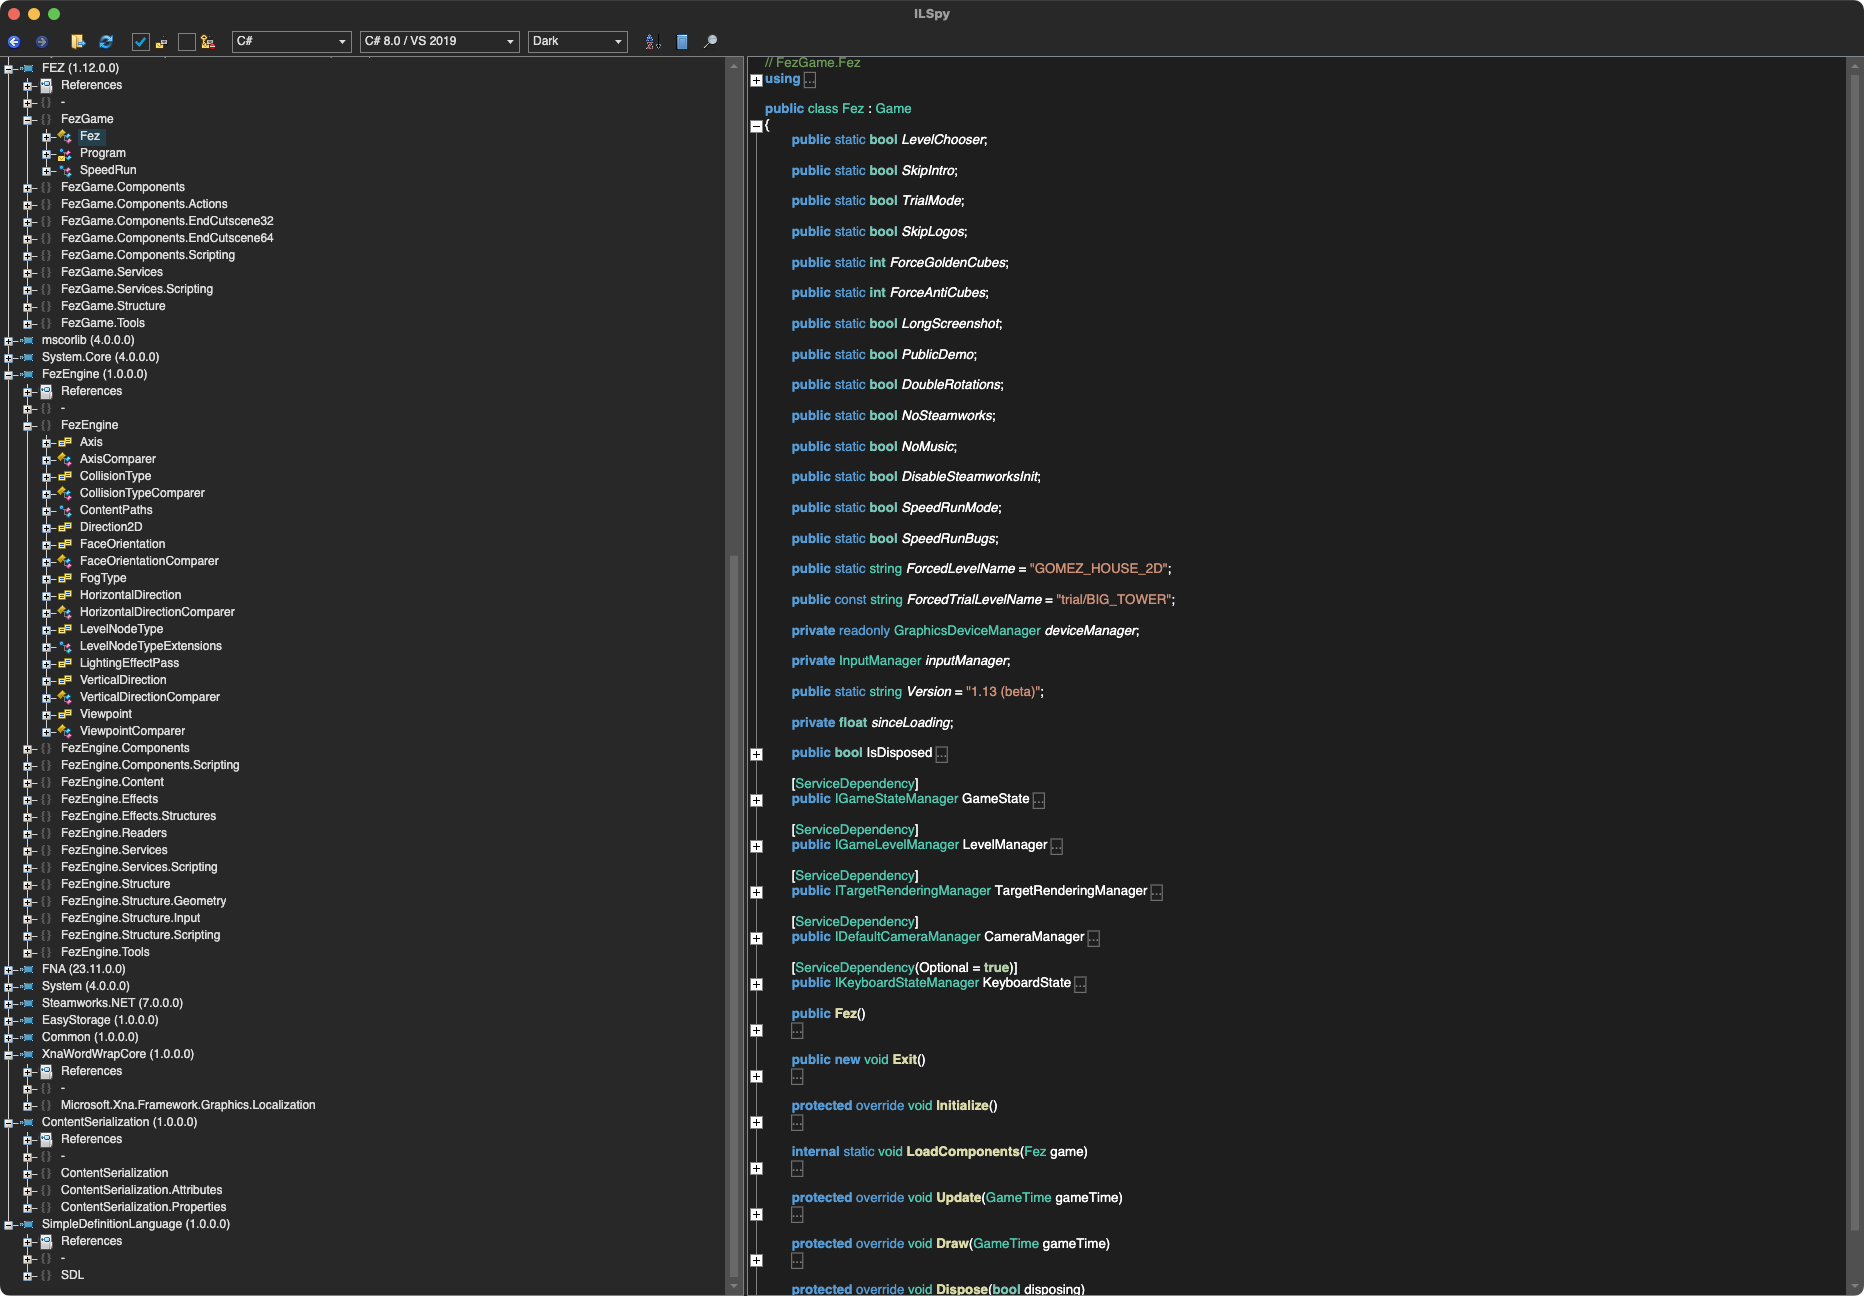 ILSpy
C#
C# 8.0 / VS 2019
Dark
FEZ (1.12.0.0)
References
-
FezGame
Fez
Program
SpeedRun
FezGame.Components
FezGame.Components.Actions
FezGame.Components.EndCutscene32
FezGame.Components.EndCutscene64
FezGame.Components.Scripting
FezGame.Services
FezGame.Services.Scripting
FezGame.Structure
FezGame.Tools
mscorlib (4.0.0.0)
System.Core (4.0.0.0)
FezEngine (1.0.0.0)
References
-
FezEngine
Axis
AxisComparer
CollisionType
CollisionTypeComparer
ContentPaths
Direction2D
FaceOrientation
FaceOrientationComparer
FogType
HorizontalDirection
HorizontalDirectionComparer
LevelNodeType
LevelNodeTypeExtensions
LightingEffectPass
VerticalDirection
VerticalDirectionComparer
Viewpoint
ViewpointComparer
FezEngine.Components
FezEngine.Components.Scripting
FezEngine.Content
FezEngine.Effects
FezEngine.Effects.Structures
FezEngine.Readers
FezEngine.Services
FezEngine.Services.Scripting
FezEngine.Structure
FezEngine.Structure.Geometry
FezEngine.Structure.Input
FezEngine.Structure.Scripting
FezEngine.Tools
FNA (23.11.0.0)
System (4.0.0.0)
Steamworks.NET (7.0.0.0)
EasyStorage (1.0.0.0)
Common (1.0.0.0)
XnaWordWrapCore (1.0.0.0)
References
-
Microsoft.Xna.Framework.Graphics.Localization
ContentSerialization (1.0.0.0)
References
-
ContentSerialization
ContentSerialization.Attributes
ContentSerialization.Properties
SimpleDefinitionLanguage (1.0.0.0)
References
-
SDL
// FezGame.Fez
using ...
public class Fez : Game
{
public static bool LevelChooser;
public static bool SkipIntro;
public static bool TrialMode;
public static bool SkipLogos;
public static int ForceGoldenCubes;
public static int ForceAntiCubes;
public static bool LongScreenshot;
public static bool PublicDemo;
public static bool DoubleRotations;
public static bool NoSteamworks;
public static bool NoMusic;
public static bool DisableSteamworksInit;
public static bool SpeedRunMode;
public static bool SpeedRunBugs;
public static string ForcedLevelName = "GOMEZ_HOUSE_2D";
public const string ForcedTrialLevelName = "trial/BIG_TOWER";
private readonly GraphicsDeviceManager deviceManager;
private InputManager inputManager;
public static string Version = "1.13 (beta)";
private float sinceLoading;
public bool IsDisposed ...
[ServiceDependency]
public IGameStateManager GameState ...
[ServiceDependency]
public IGameLevelManager LevelManager ...
[ServiceDependency]
public ITargetRenderingManager TargetRenderingManager ...
[ServiceDependency]
public IDefaultCameraManager CameraManager ...
[ServiceDependency(Optional = true)]
public IKeyboardStateManager KeyboardState ...
public Fez()
...
public new void Exit()
...
protected override void Initialize()
...
internal static void LoadComponents(Fez game)
...
protected override void Update(GameTime gameTime)
...
protected override void Draw(GameTime gameTime)
...
protected override void Dispose(bool disposing)